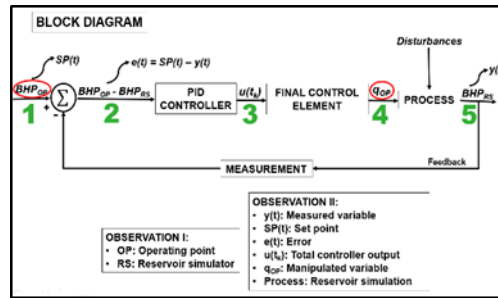 BLOCK DIAGRAM
SP(t)
e(t) = SP(t) – y(t)
Disturbances
y(t)
BHP_OP
Σ
+
–
BHP_OP - BHP_RS
PID
CONTROLLER
u(t_k)
FINAL CONTROL
ELEMENT
q_OP
PROCESS
BHP_RS
1
2
3
4
5
MEASUREMENT
Feedback
OBSERVATION I:
• OP: Operating point
• RS: Reservoir simulator
OBSERVATION II:
• y(t): Measured variable
• SP(t): Set point
• e(t): Error
• u(t_k): Total controller output
• q_OP: Manipulated variable
• Process: Reservoir simulation